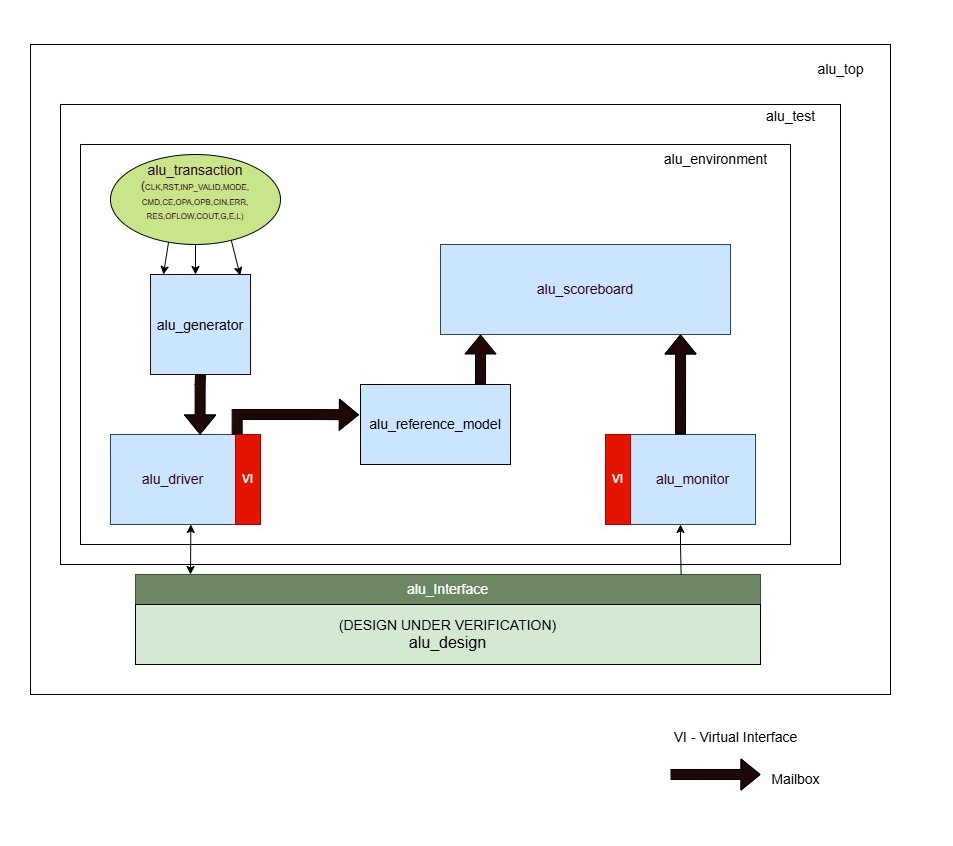 alu_top
alu_test
alu_environment
alu_transaction
(CLK,RST,INP_VALID,MODE,
CMD,CE,OPA,OPB,CIN,ERR,
RES,OFLOW,COUT,G,E,L)
alu_scoreboard
alu_generator
alu_reference_model
alu_driver
VI
VI
alu_monitor
alu_Interface
(DESIGN UNDER VERIFICATION)
alu_design
VI - Virtual Interface
Mailbox